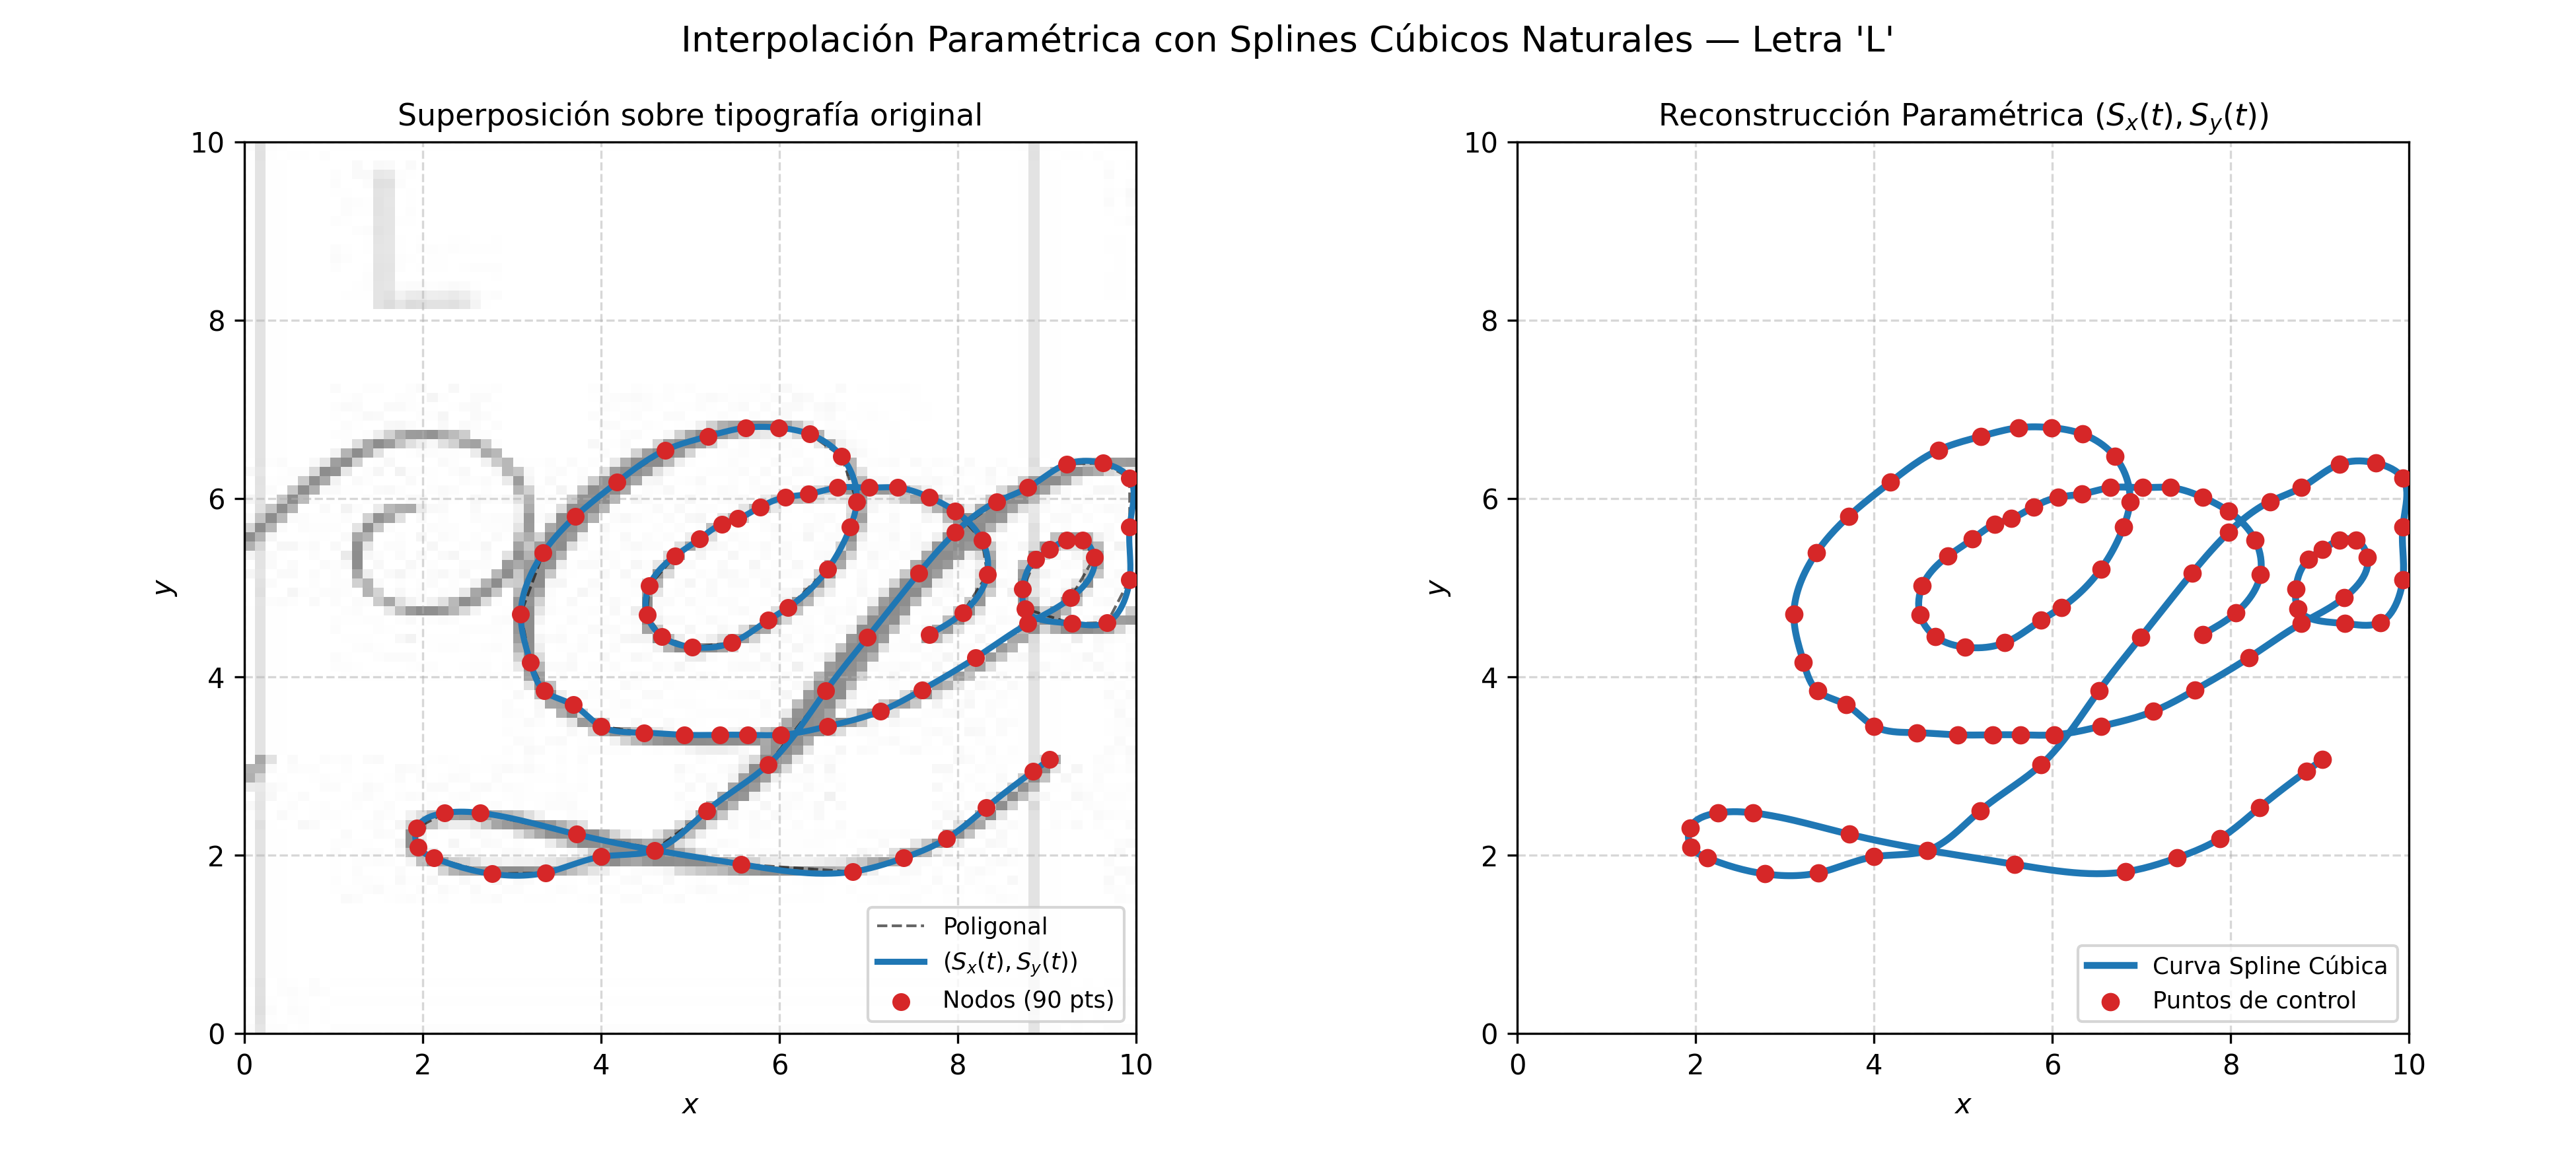 Interpolación Paramétrica con Splines Cúbicos Naturales — Letra 'L'
Superposición sobre tipografía original
10
8
6
4
2
0
y
L
Poligonal
(Sx(t), Sy(t))
Nodos (90 pts)
0 2 4 6 8 10
x
Reconstrucción Paramétrica (Sx(t), Sy(t))
10
8
6
4
2
0
y
Curva Spline Cúbica
Puntos de control
0 2 4 6 8 10
x